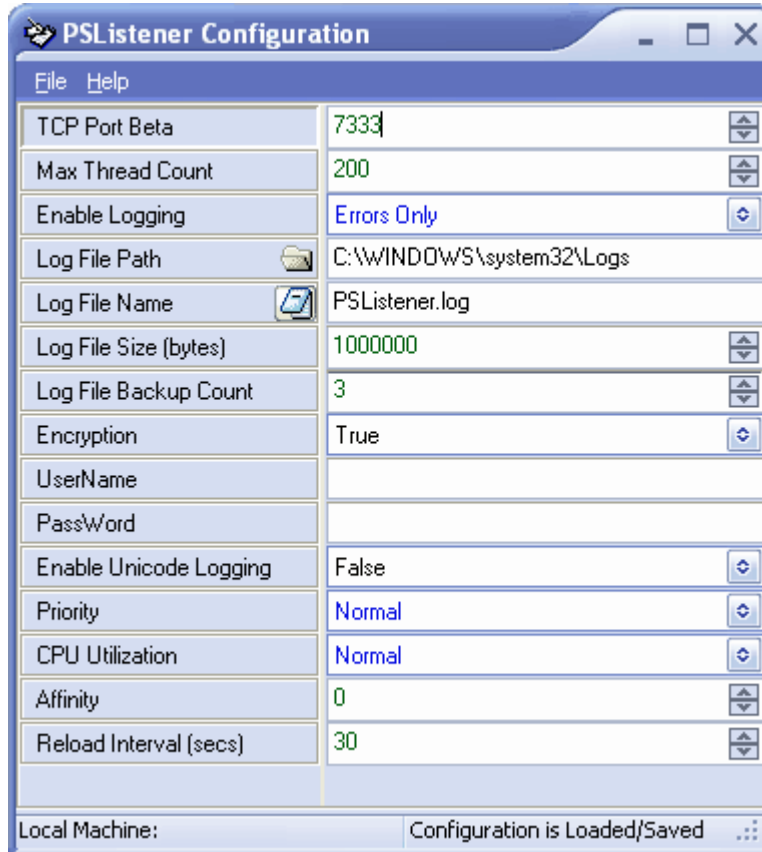 PSListener Configuration
File Help
TCP Port Beta 7333
Max Thread Count 200
Enable Logging Errors Only
Log File Path C:\WINDOWS\system32\Logs
Log File Name PSListener.log
Log File Size (bytes) 1000000
Log File Backup Count 3
Encryption True
UserName
PassWord
Enable Unicode Logging False
Priority Normal
CPU Utilization Normal
Affinity 0
Reload Interval (secs) 30
Local Machine: Configuration is Loaded/Saved